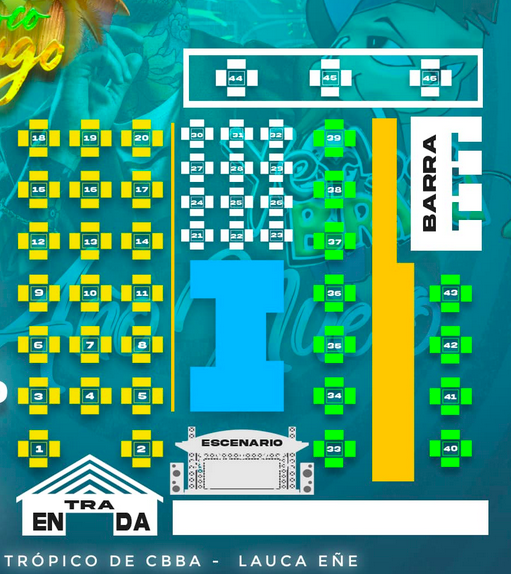 44 45 46
18 19 20 30 31 32 39
BARRA
27 28 29
15 16 17 38
24 25 26
21 22 23
12 13 14 37
9 10 11 36 43
6 7 8 35 42
3 4 5 34 41
ESCENARIO
1 2 33 40
TRA
EN DA
TRÓPICO DE CBBA - LAUCA EÑE